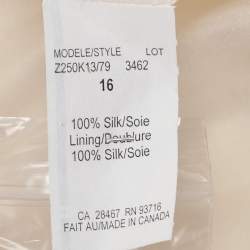 MODELE/STYLE LOT
Z250K13/79 3462
16
100% Silk/Soie
Lining/Doublure
100% Silk/Soie
CA 28467 RN 93716
FAIT AU/MADE IN CANADA